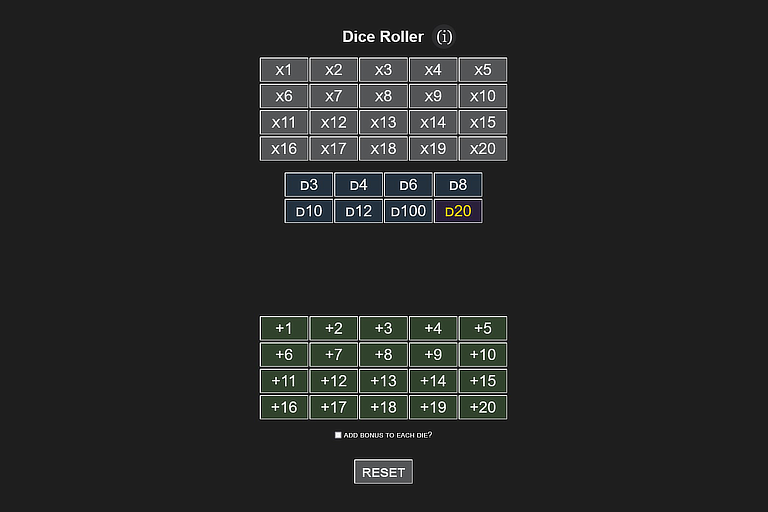 Dice Roller (i)
x1 x2 x3 x4 x5
x6 x7 x8 x9 x10
x11 x12 x13 x14 x15
x16 x17 x18 x19 x20
D3 D4 D6 D8
D10 D12 D100 D20
+1 +2 +3 +4 +5
+6 +7 +8 +9 +10
+11 +12 +13 +14 +15
+16 +17 +18 +19 +20
ADD BONUS TO EACH DIE?
RESET